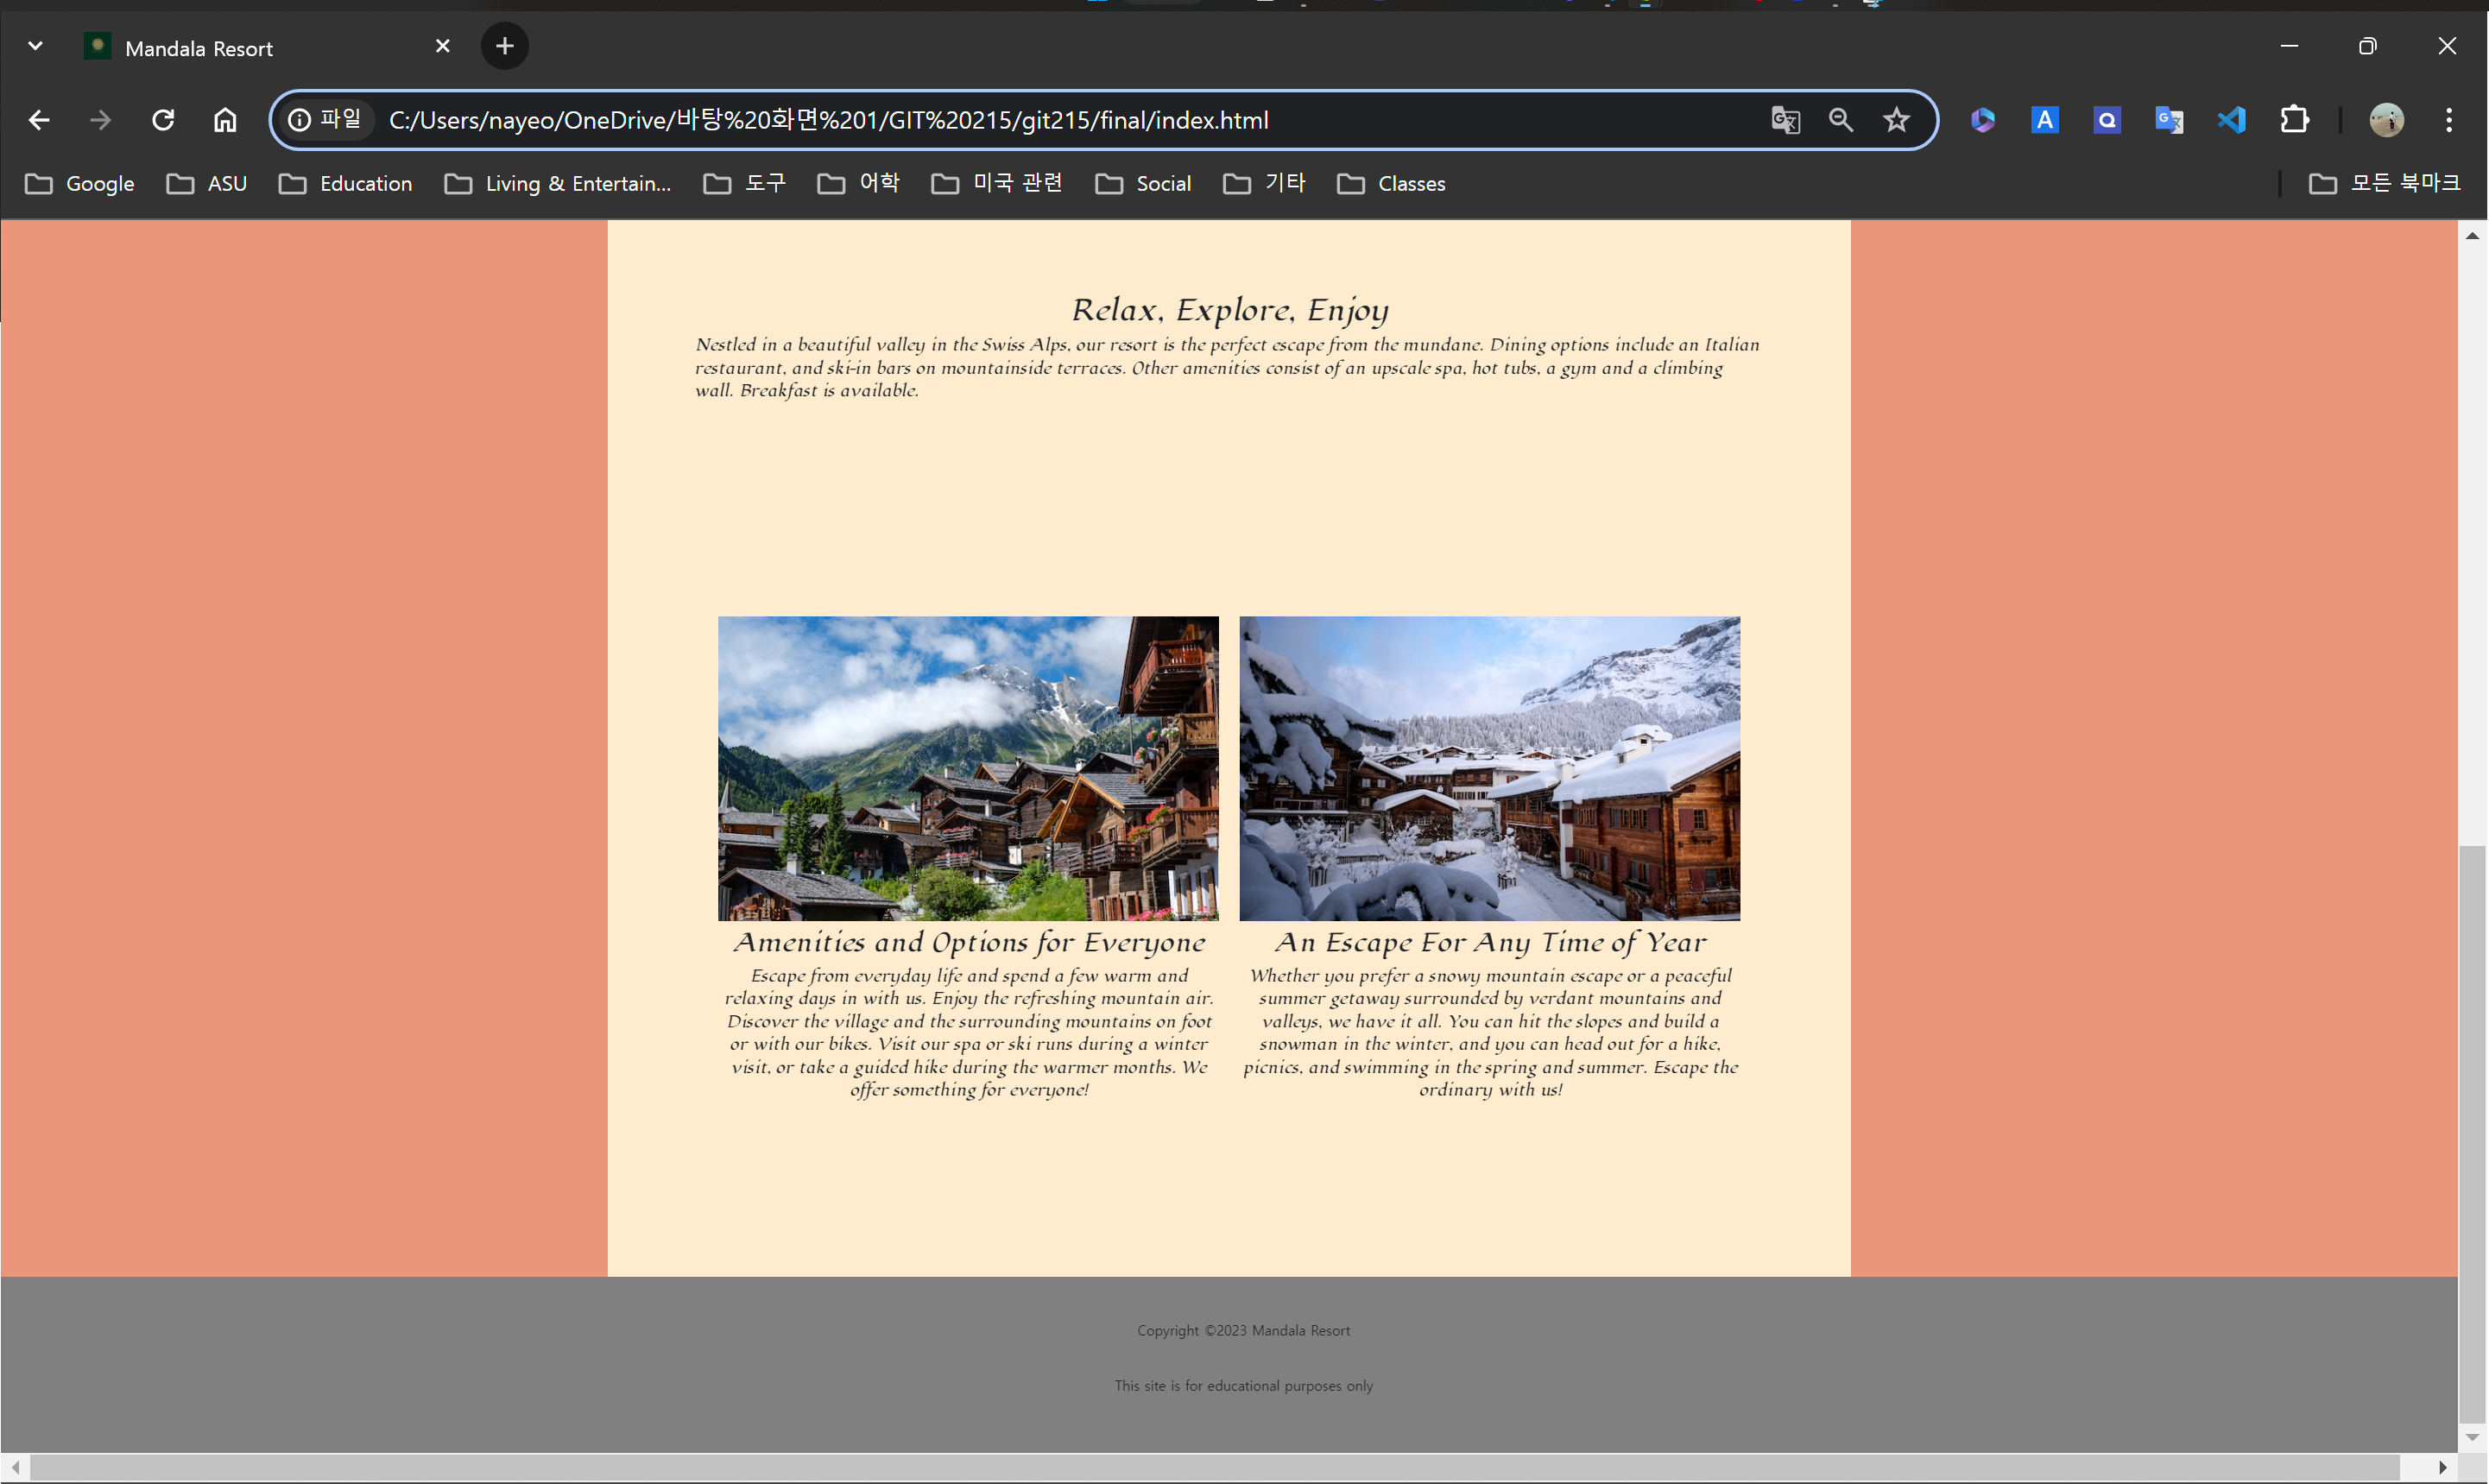 Mandala Resort
파일 C:/Users/nayeo/OneDrive/바탕%20화면%201/GIT%20215/git215/final/index.html
Google ASU Education Living & Entertain... 도구 어학 미국 관련 Social 기타 Classes 모든 북마크
Relax, Explore, Enjoy
Nestled in a beautiful valley in the Swiss Alps, our resort is the perfect escape from the mundane. Dining options include an Italian
restaurant, and ski-in bars on mountainside terraces. Other amenities consist of an upscale spa, hot tubs, a gym and a climbing
wall. Breakfast is available.
Amenities and Options for Everyone
Escape from everyday life and spend a few warm and
relaxing days in with us. Enjoy the refreshing mountain air.
Discover the village and the surrounding mountains on foot
or with our bikes. Visit our spa or ski runs during a winter
visit, or take a guided hike during the warmer months. We
offer something for everyone!
An Escape For Any Time of Year
Whether you prefer a snowy mountain escape or a peaceful
summer getaway surrounded by verdant mountains and
valleys, we have it all. You can hit the slopes and build a
snowman in the winter, and you can head out for a hike,
picnics, and swimming in the spring and summer. Escape the
ordinary with us!
Copyright ©2023 Mandala Resort
This site is for educational purposes only